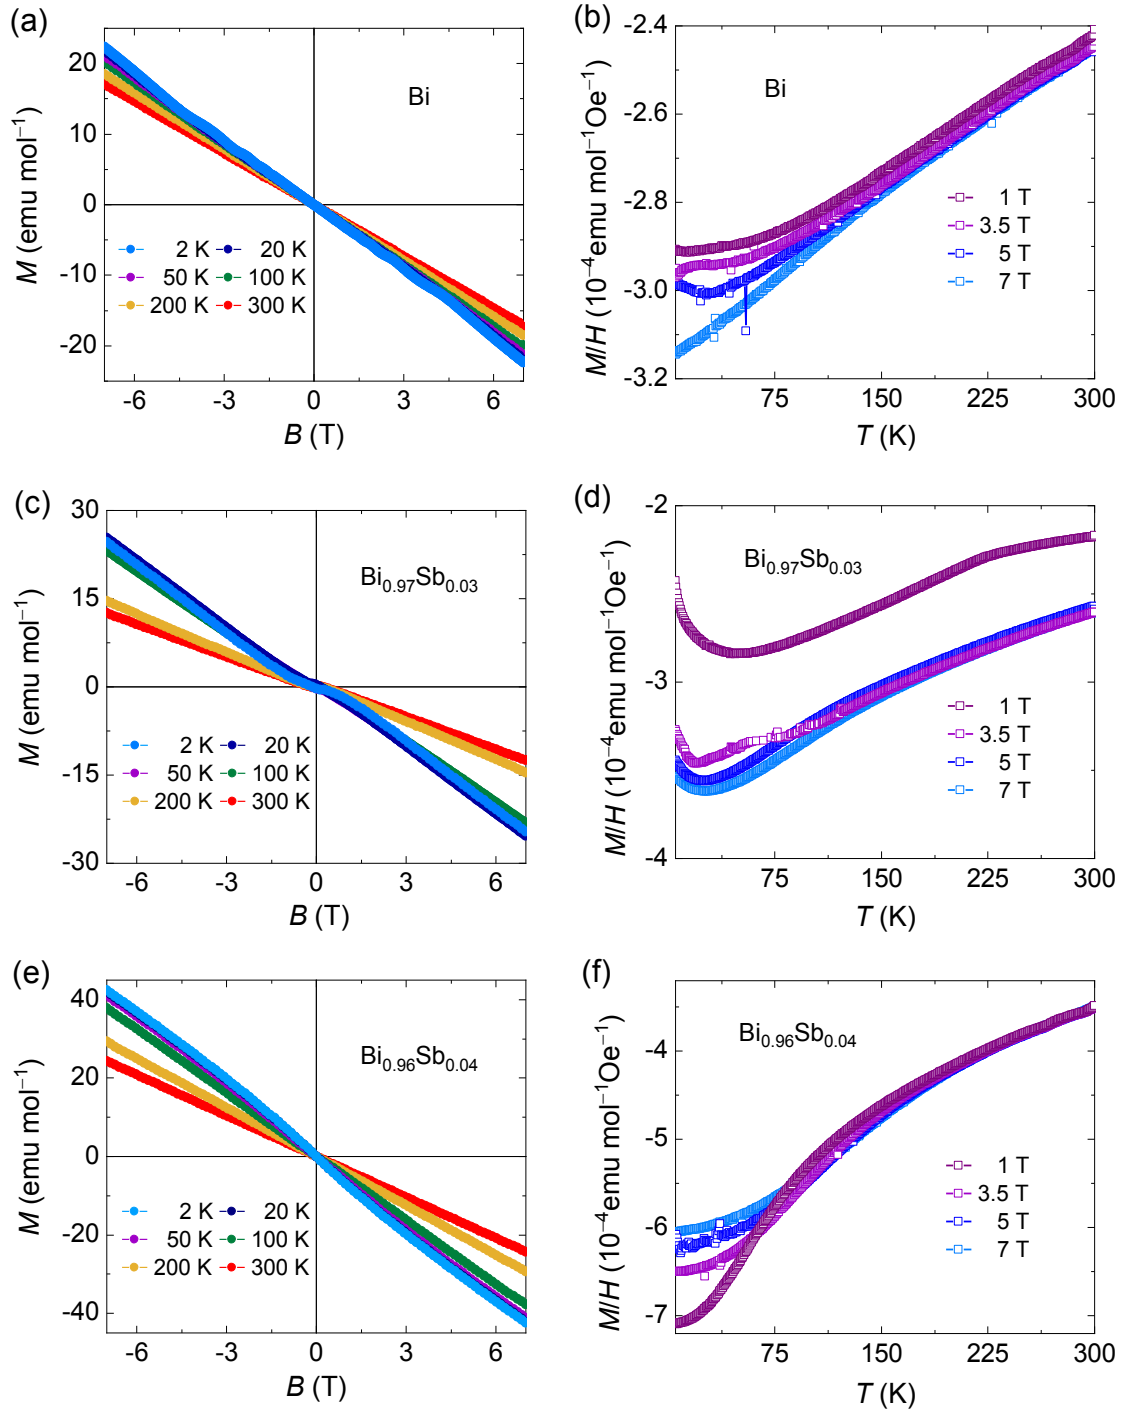 (a)
20
10
0
-10
-20
M (emu mol⁻¹)
Bi
2 K 20 K
50 K 100 K
200 K 300 K
-6 -3 0 3 6
B (T)
(b)
-2.4
-2.6
-2.8
-3.0
-3.2
M/H (10⁻⁴emu mol⁻¹Oe⁻¹)
Bi
1 T
3.5 T
5 T
7 T
75 150 225 300
T (K)
(c)
30
15
0
-15
-30
M (emu mol⁻¹)
Bi₀.₉₇Sb₀.₀₃
2 K 20 K
50 K 100 K
200 K 300 K
-6 -3 0 3 6
B (T)
(d)
-2
-3
-4
M/H (10⁻⁴emu mol⁻¹Oe⁻¹)
Bi₀.₉₇Sb₀.₀₃
1 T
3.5 T
5 T
7 T
75 150 225 300
T (K)
(e)
40
20
0
-20
-40
M (emu mol⁻¹)
Bi₀.₉₆Sb₀.₀₄
2 K 20 K
50 K 100 K
200 K 300 K
-6 -3 0 3 6
B (T)
(f)
-4
-5
-6
-7
M/H (10⁻⁴emu mol⁻¹Oe⁻¹)
Bi₀.₉₆Sb₀.₀₄
1 T
3.5 T
5 T
7 T
75 150 225 300
T (K)